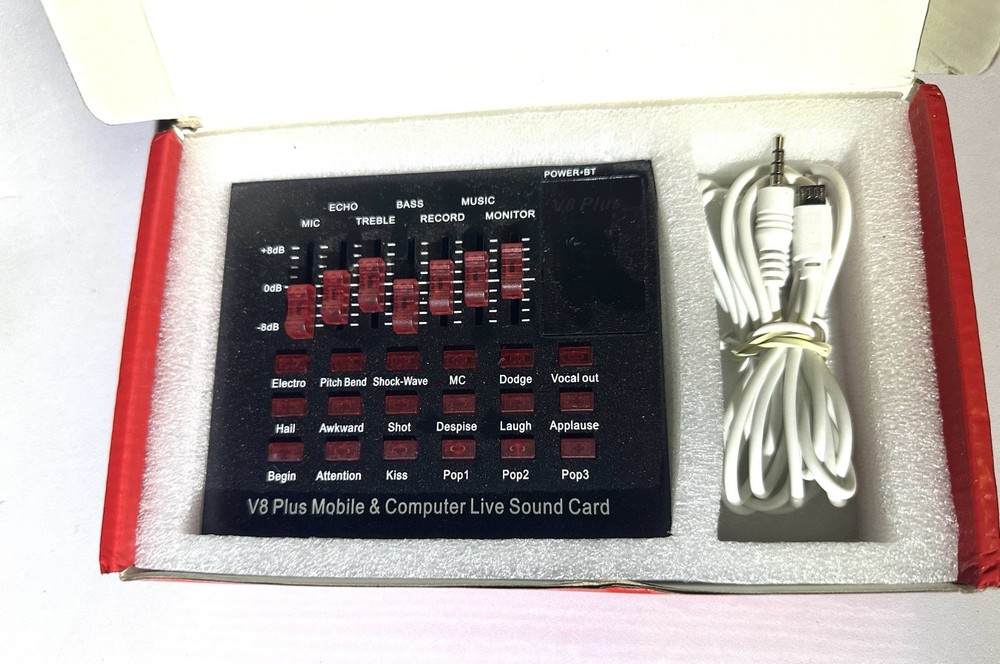 POWER•BT
V8 Plus
ECHO BASS MUSIC
MIC TREBLE RECORD MONITOR
+8dB
0dB
-8dB
Electro Pitch Bend Shock-Wave MC Dodge Vocal out
Hail Awkward Shot Despise Laugh Applause
Begin Attention Kiss Pop1 Pop2 Pop3
V8 Plus Mobile & Computer Live Sound Card